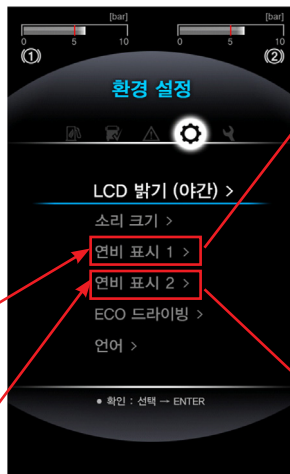 [bar] [bar]
0 5 10 0 5 10
① ②
환경 설정
LCD 밝기 (야간) >
소리 크기 >
연비 표시 1 >
연비 표시 2 >
ECO 드라이빙 >
언어 >
• 확인 : 선택 → ENTER